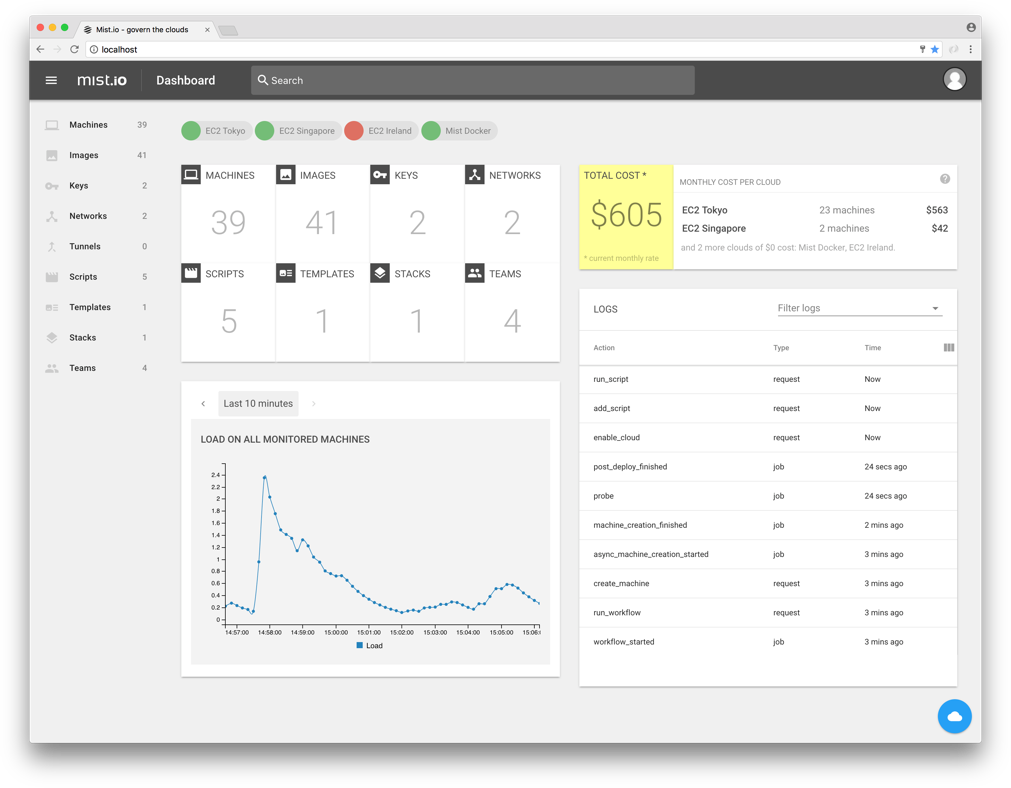 Mist.io - govern the clouds
localhost
mist.io Dashboard Search
Machines 39
Images 41
Keys 2
Networks 2
Tunnels 0
Scripts 5
Templates 1
Stacks 1
Teams 4
EC2 Tokyo EC2 Singapore EC2 Ireland Mist Docker
MACHINES IMAGES KEYS NETWORKS
39 41 2 2
SCRIPTS TEMPLATES STACKS TEAMS
5 1 1 4
TOTAL COST *
$605
* current monthly rate
MONTHLY COST PER CLOUD ?
EC2 Tokyo 23 machines $563
EC2 Singapore 2 machines $42
and 2 more clouds of $0 cost: Mist Docker, EC2 Ireland.
Last 10 minutes
LOAD ON ALL MONITORED MACHINES
2.4
2.2
2
1.8
1.6
1.4
1.2
1
0.8
0.6
0.4
0.2
0
14:57:00 14:58:00 14:59:00 15:00:00 15:01:00 15:02:00 15:03:00 15:04:00 15:05:00 15:06:0
Load
LOGS Filter logs
Action Type Time
run_script request Now
add_script request Now
enable_cloud request Now
post_deploy_finished job 24 secs ago
probe job 24 secs ago
machine_creation_finished job 2 mins ago
async_machine_creation_started job 3 mins ago
create_machine request 3 mins ago
run_workflow request 3 mins ago
workflow_started job 3 mins ago